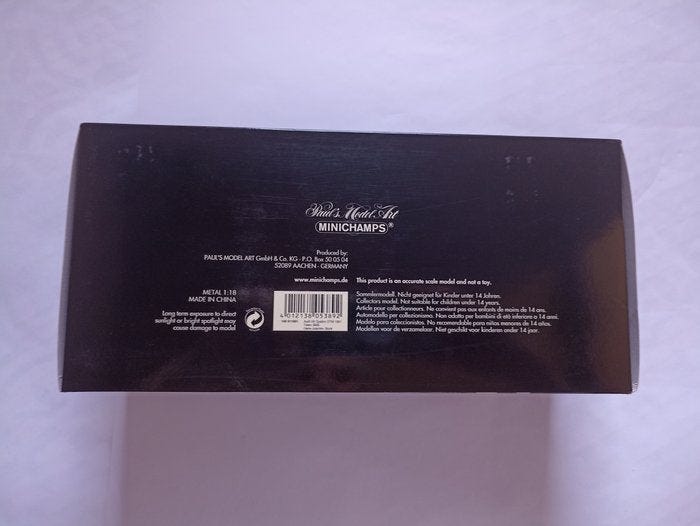 Paul's Model Art
MINICHAMPS®
Produced by:
PAUL'S MODEL ART GmbH & Co. KG - P.O. Box 50 05 04
52089 AACHEN - GERMANY
www.minichamps.de
METAL 1:18
MADE IN CHINA
Long term exposure to direct
sunlight or bright spotlight may
cause damage to model
4 012138 053892
This product is an accurate scale model and not a toy.
Sammlermodell. Nicht geeignet für Kinder unter 14 Jahren.
Collectors model. Not suitable for children under 14 years.
Article pour collectionneurs. Ne convient pas aux enfants de moins de 14 ans.
Automodello per collezionismo. Non adatto per bambini di età inferiore a 14 anni.
Modelo para coleccionistas. No recomendable para niños menores de 14 años.
Modellen voor de verzamelaar. Niet geschikt voor kinderen under 14 jaar.